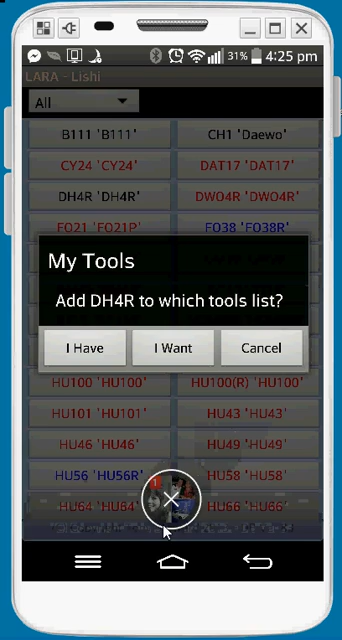 31% 4:25 pm
LARA - Lishi
All
B111 'B111' CH1 'Daewo'
CY24 'CY24' DAT17 'DAT17'
DH4R 'DH4R' DWO4R 'DWO4R'
FO21 'FO21P' FO38 'FO38R'
My Tools
Add DH4R to which tools list?
I Have I Want Cancel
HU100 'HU100' HU100(R) 'HU100'
HU101 'HU101' HU43 'HU43'
HU46 'HU46' HU49 'HU49'
HU56 'HU56R' HU58 'HU58'
HU64 'HU64' HU66 'HU66'